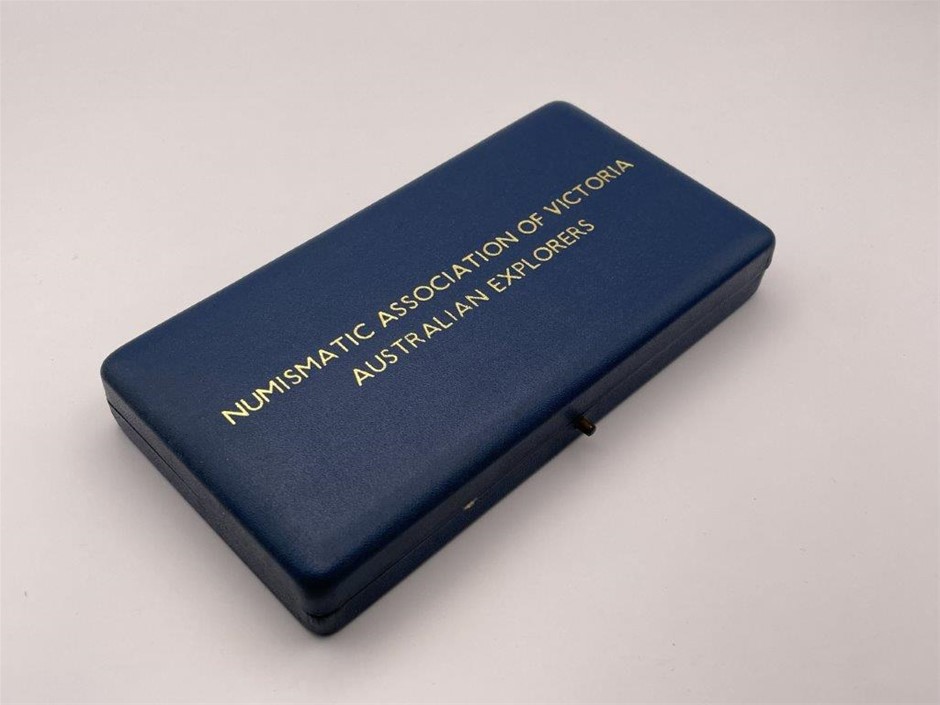 NUMISMATIC ASSOCIATION OF VICTORIA
AUSTRALIAN EXPLORERS